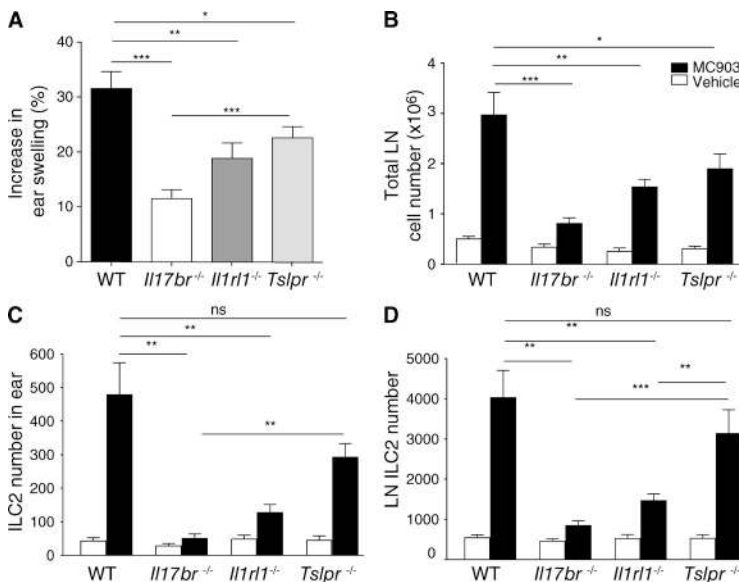 A
*
**
***
***
Increase in
ear swelling (%)
40
30
20
10
0
WT
Il17br -/-
Il1rl1-/-
Tslpr -/-
B
*
**
***
MC903
Vehicle
Total LN
cell number (x10⁶)
4
3
2
1
0
WT
Il17br -/-
Il1rl1-/-
Tslpr -/-
C
ns
**
**
**
ILC2 number in ear
600
500
400
300
200
100
0
WT
Il17br -/-
Il1rl1-/-
Tslpr -/-
D
ns
**
**
**
***
LN ILC2 number
5000
4000
3000
2000
1000
0
WT
Il17br -/-
Il1rl1-/-
Tslpr -/-